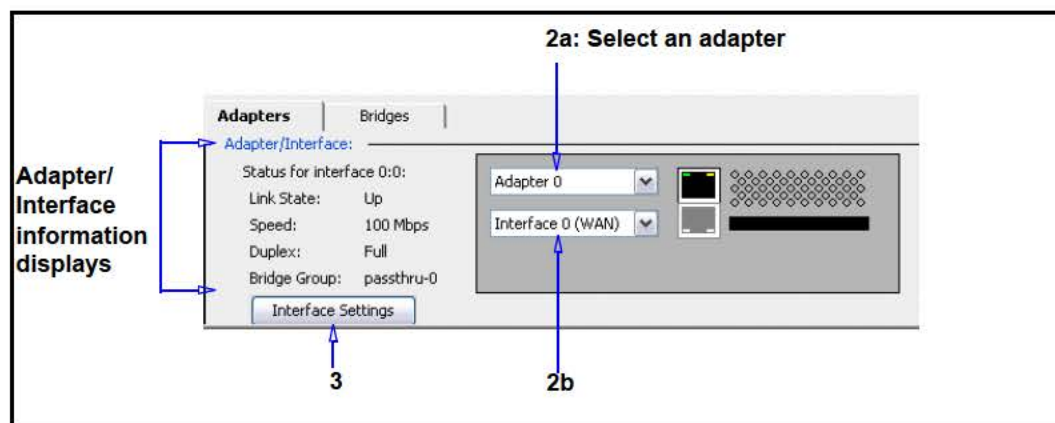 2a: Select an adapter
Adapters
Bridges
Adapter/Interface:
Adapter/
Interface
information
displays
Status for interface 0:0:
Link State: Up
Speed: 100 Mbps
Duplex: Full
Bridge Group: passthru-0
Interface Settings
Adapter 0
Interface 0 (WAN)
3
2b